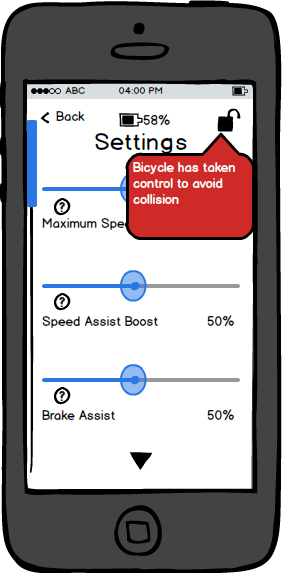 ABC 04:00 PM
Back 58%
Settings
Bicycle has taken
control to avoid
collision
?
Maximum Spe
?
Speed Assist Boost 50%
?
Brake Assist 50%